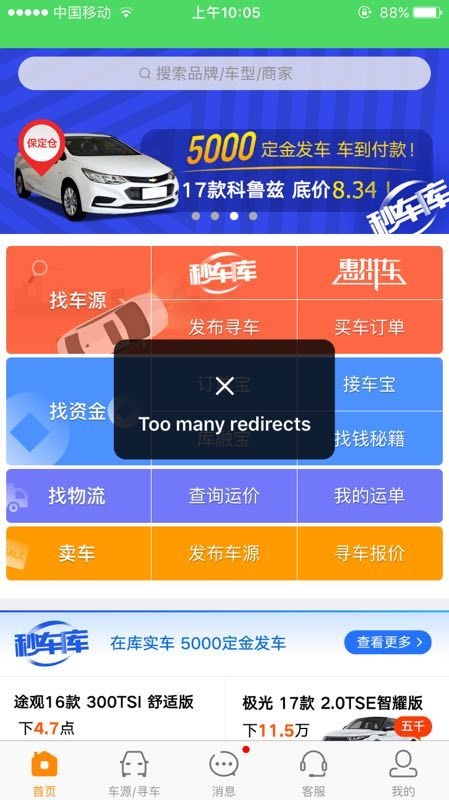 中国移动
上午10:05
88%
搜索品牌/车型/商家
保定仓
5000 定金发车 车到付款！
17款科鲁兹 底价8.34！
秒车库
找车源
秒车库
惠拼车
发布寻车
买车订单
找资金
接车宝
找钱秘籍
Too many redirects
找物流
查询运价
我的运单
SALE
卖车
发布车源
寻车报价
秒车库
在库实车 5000定金发车
查看更多
途观16款 300TSI 舒适版
下4.7点
极光 17款 2.0TSE智耀版
下11.5万
五千
首页
车源/寻车
消息
客服
我的